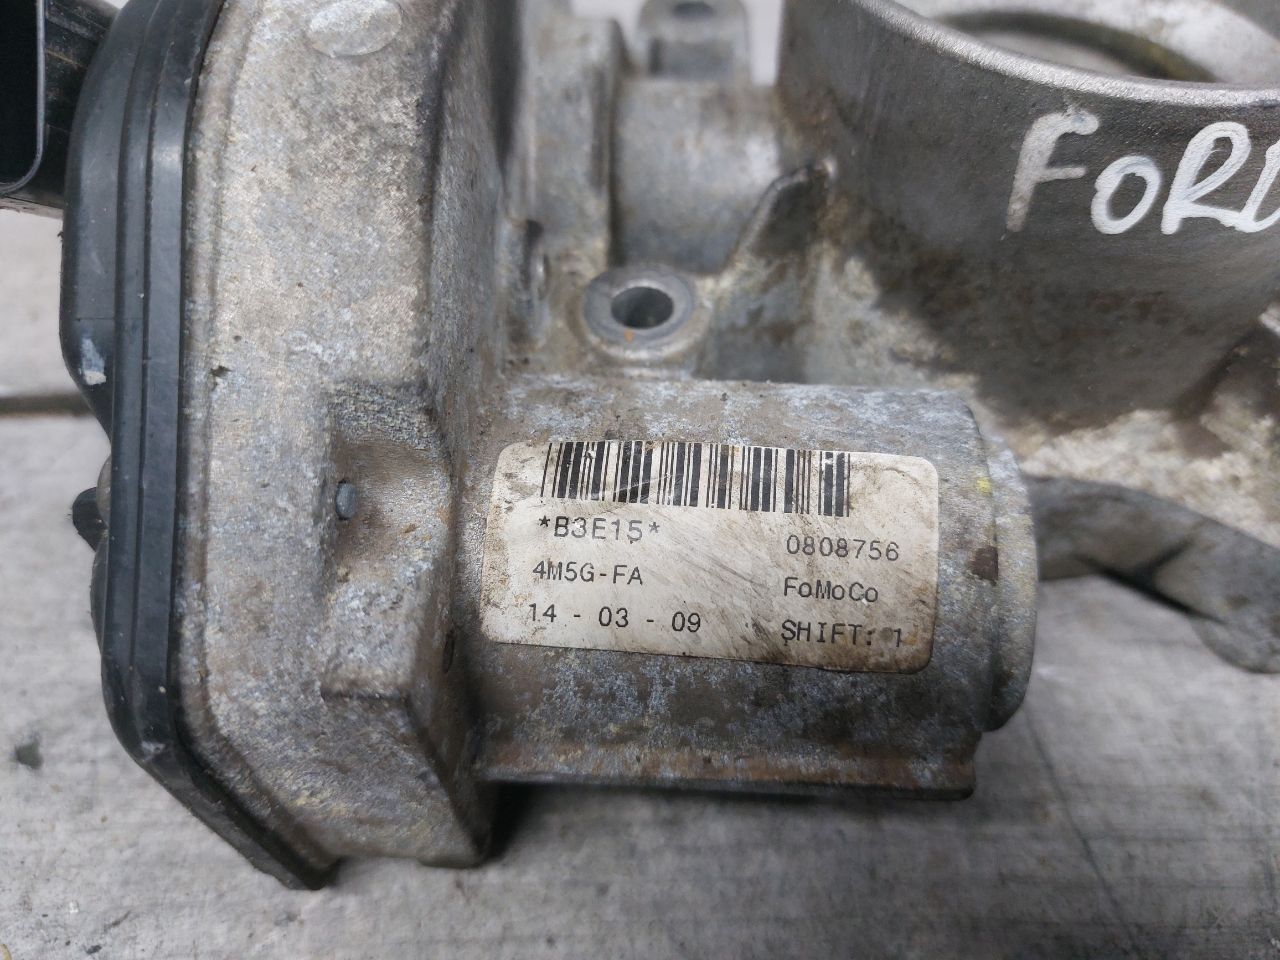 FORD
*B3E15*
0808756
4M5G-FA
FoMoCo
14 - 03 - 09
SHIFT: 1